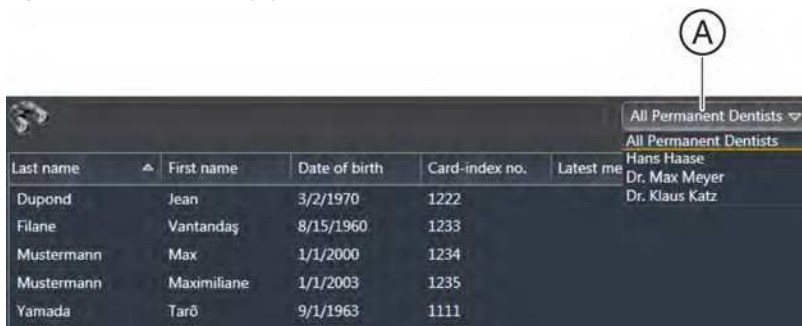 A
All Permanent Dentists
All Permanent Dentists
Hans Haase
Dr. Max Meyer
Dr. Klaus Katz
Last name First name Date of birth Card-index no. Latest me
Dupond Jean 3/2/1970 1222
Filane Vantandaş 8/15/1960 1233
Mustermann Max 1/1/2000 1234
Mustermann Maximiliane 1/1/2003 1235
Yamada Tarô 9/1/1963 1111